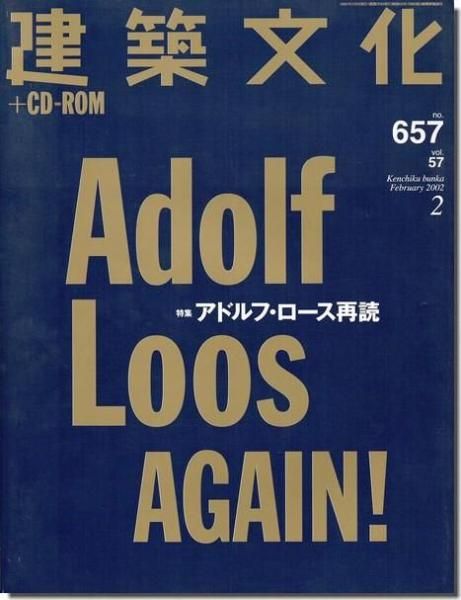 建築文化
+CD-ROM
no.
657
vol.
57
Kenchiku bunka
February 2002
2
Adolf
特集 アドルフ・ロース再読
Loos
AGAIN!